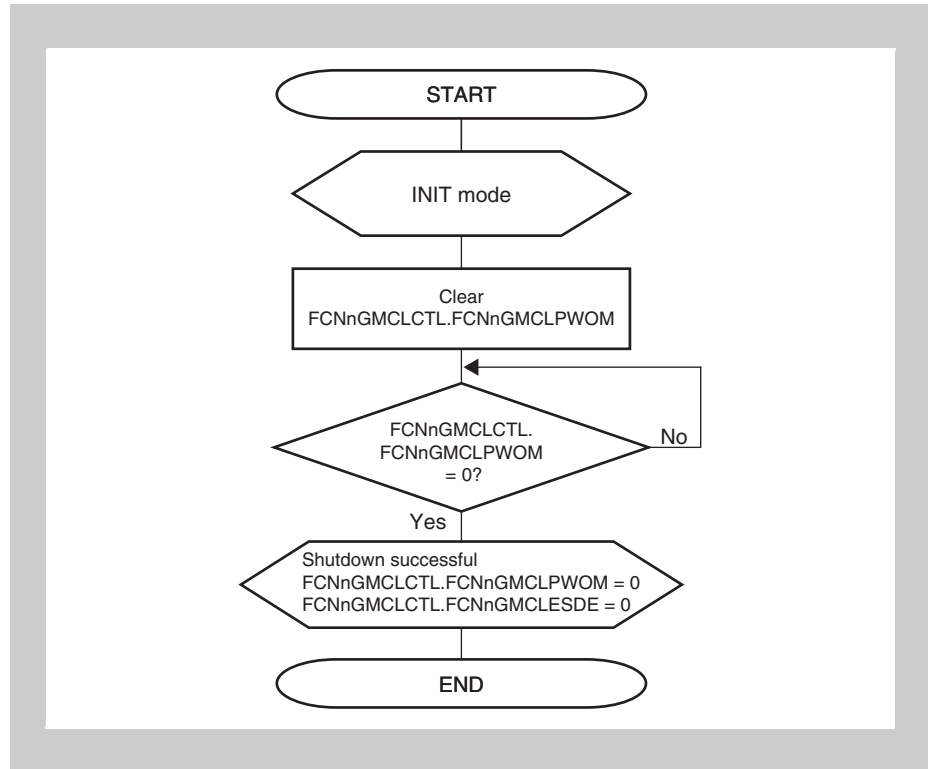 START
INIT mode
Clear
FCNnGMCLCTL.FCNnGMCLPWOM
FCNnGMCLCTL.
FCNnGMCLPWOM
= 0?
No
Yes
Shutdown successful
FCNnGMCLCTL.FCNnGMCLPWOM = 0
FCNnGMCLCTL.FCNnGMCLESDE = 0
END